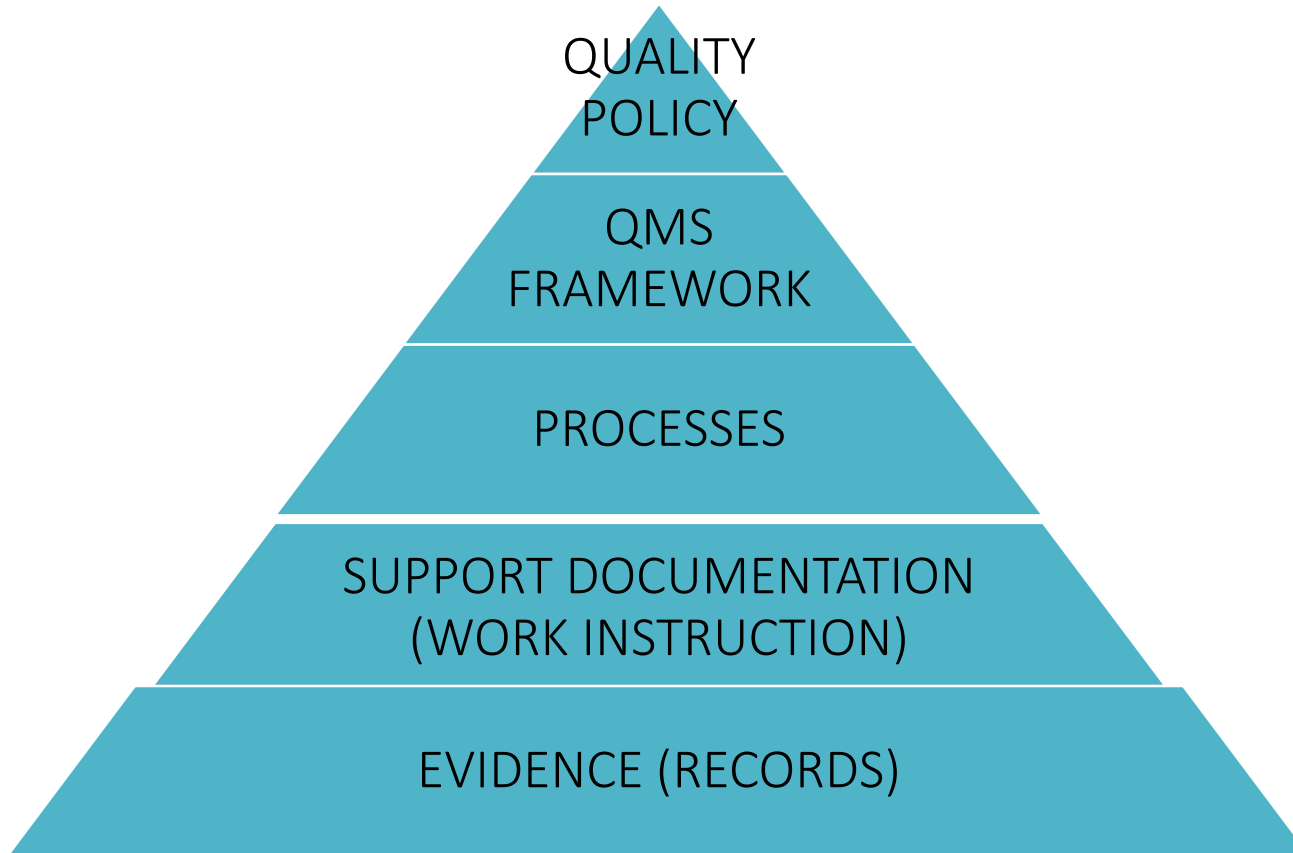 QUALITY
POLICY
QMS
FRAMEWORK
PROCESSES
SUPPORT DOCUMENTATION
(WORK INSTRUCTION)
EVIDENCE (RECORDS)